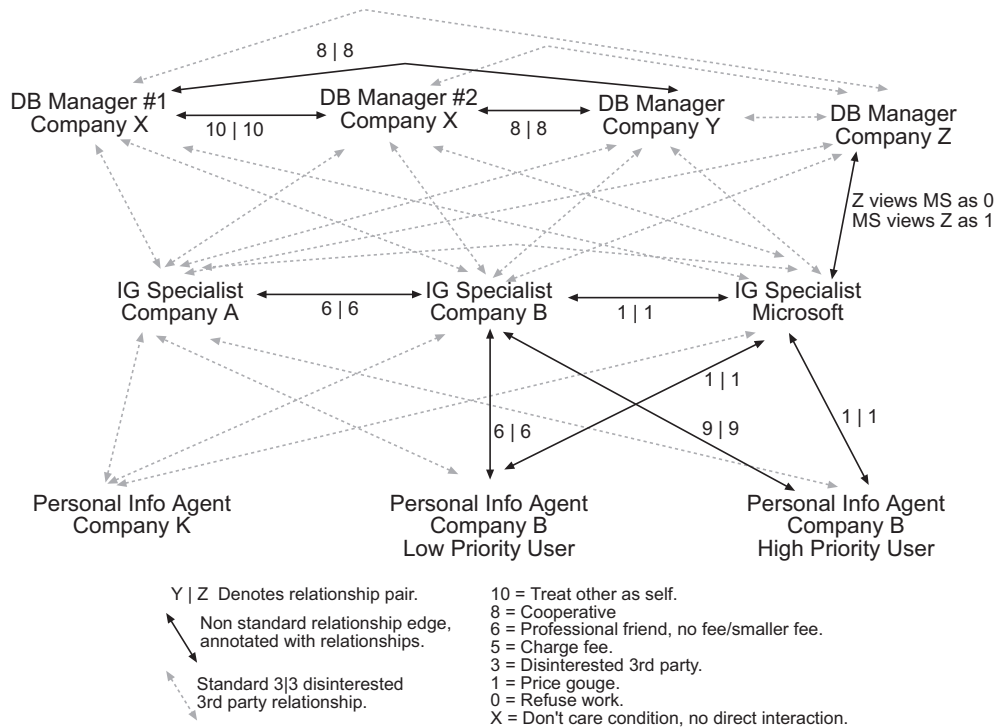 8 | 8
DB Manager #1
Company X
10 | 10
DB Manager #2
Company X
8 | 8
DB Manager
Company Y
DB Manager
Company Z
Z views MS as 0
MS views Z as 1
IG Specialist
Company A
6 | 6
IG Specialist
Company B
1 | 1
IG Specialist
Microsoft
1 | 1
6 | 6
9 | 9
1 | 1
Personal Info Agent
Company K
Personal Info Agent
Company B
Low Priority User
Personal Info Agent
Company B
High Priority User
Y | Z Denotes relationship pair.
Non standard relationship edge,
annotated with relationships.
Standard 3|3 disinterested
3rd party relationship.
10 = Treat other as self.
8 = Cooperative
6 = Professional friend, no fee/smaller fee.
5 = Charge fee.
3 = Disinterested 3rd party.
1 = Price gouge.
0 = Refuse work.
X = Don't care condition, no direct interaction.